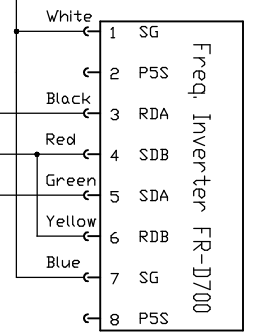 White
1 SG
2 P5S
Black
3 RDA
Red
4 SDB
Green
5 SDA
Yellow
6 RDB
Blue
7 SG
8 P5S
Freq. Inverter FR-D700